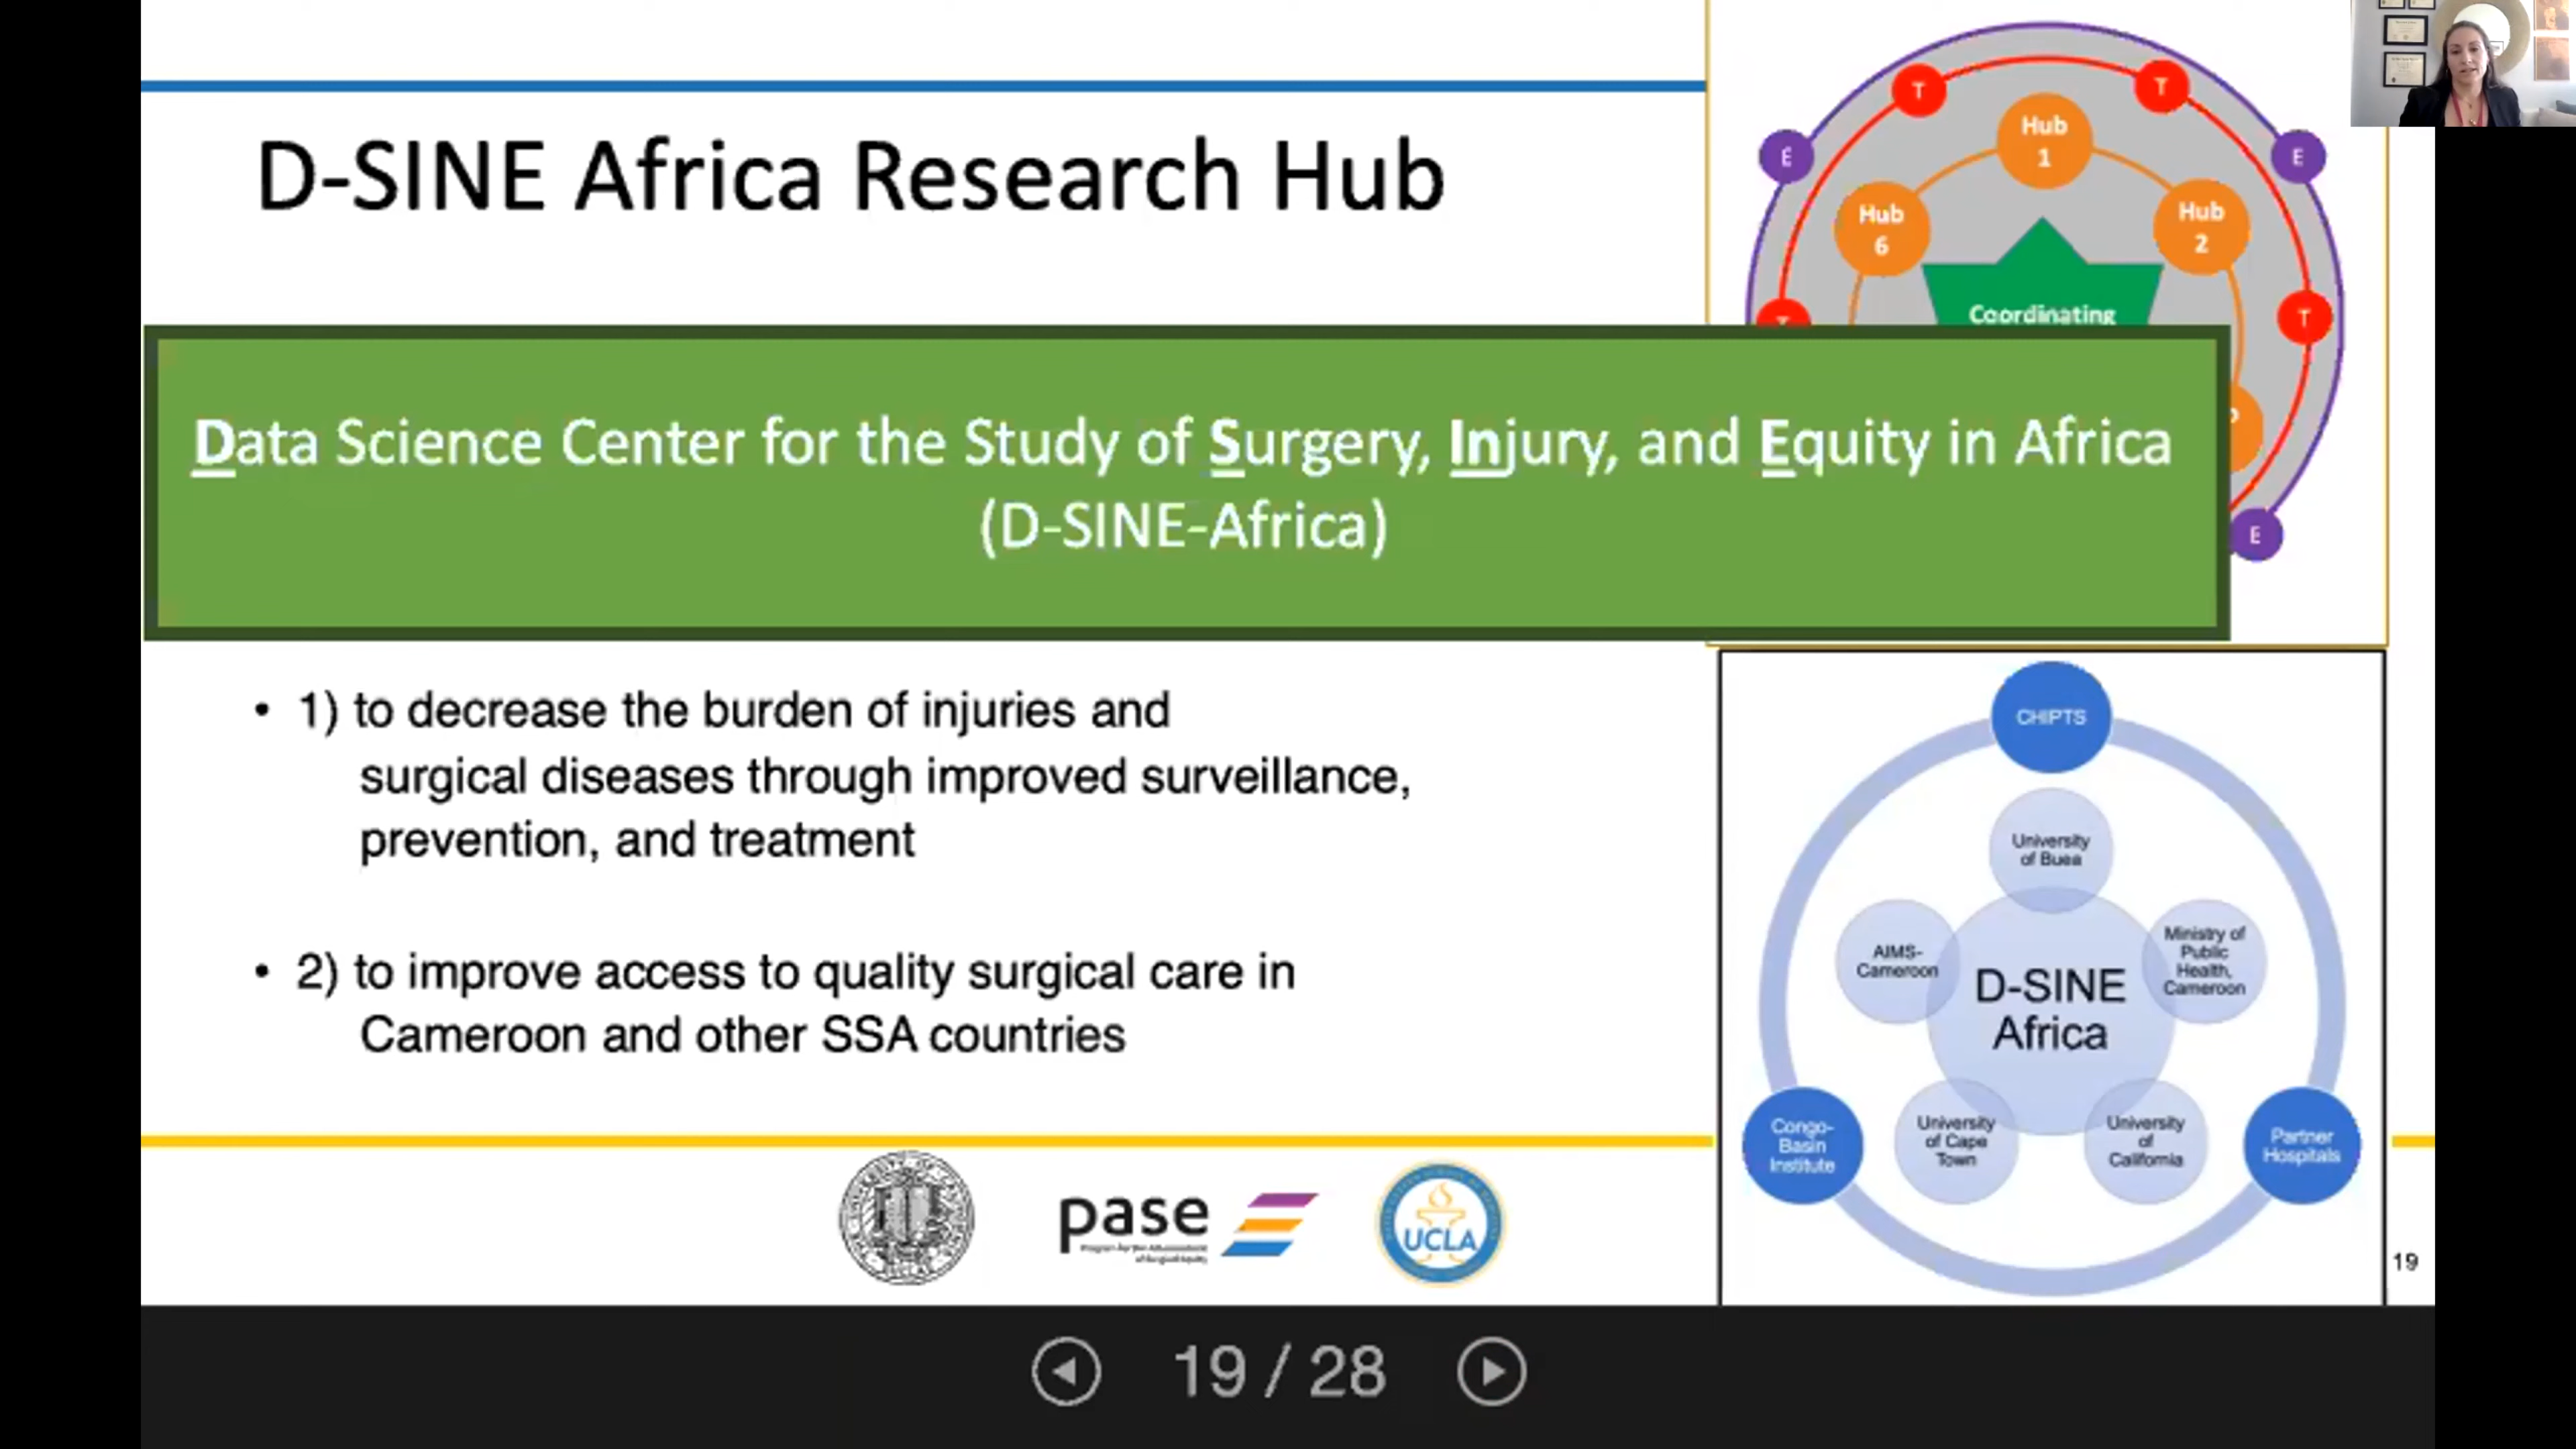 D-SINE Africa Research Hub
T
T
E
E
Hub
1
Hub
6
Hub
2
T
Coordinating
E
Data Science Center for the Study of Surgery, Injury, and Equity in Africa
(D-SINE-Africa)
• 1) to decrease the burden of injuries and
surgical diseases through improved surveillance,
prevention, and treatment
• 2) to improve access to quality surgical care in
Cameroon and other SSA countries
CHIPTS
University
of Buea
AIMS-
Cameroon
Ministry of
Public
Health,
Cameroon
D-SINE
Africa
Congo-
Basin
Institute
University
of Cape
Town
University
of
California
Partner
Hospitals
pase
UCLA
19
19 / 28